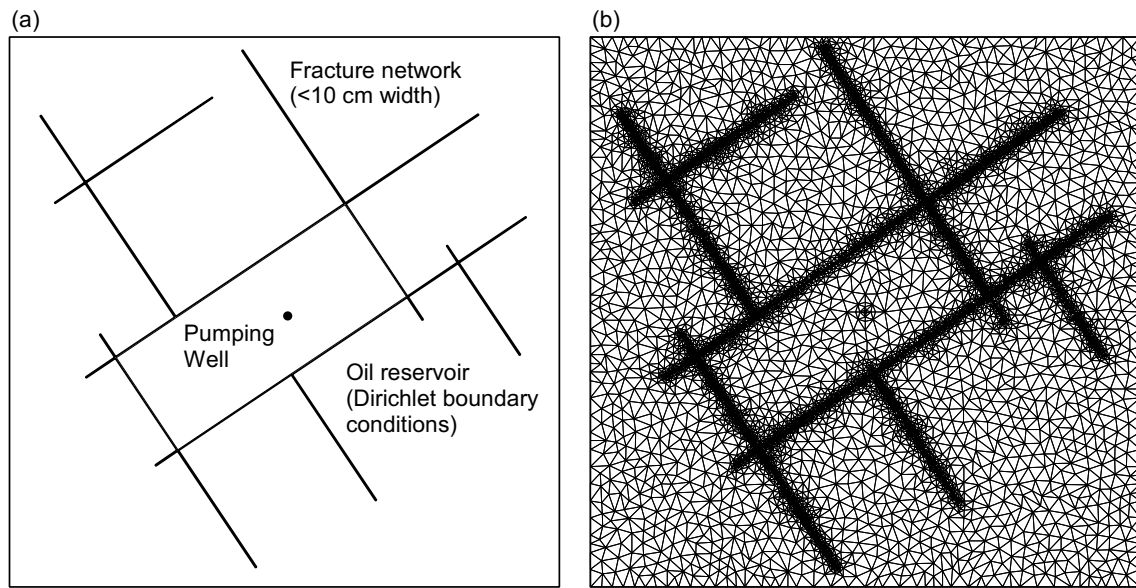 (a)
Fracture network
(<10 cm width)
Pumping
Well
Oil reservoir
(Dirichlet boundary
conditions)
(b)